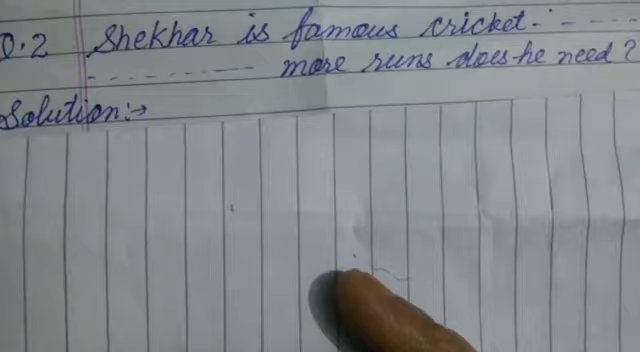 Q.2 Shekhar is famous cricket. - - - - -
- - - - - - - - - - more runs does he need?
Solution:→